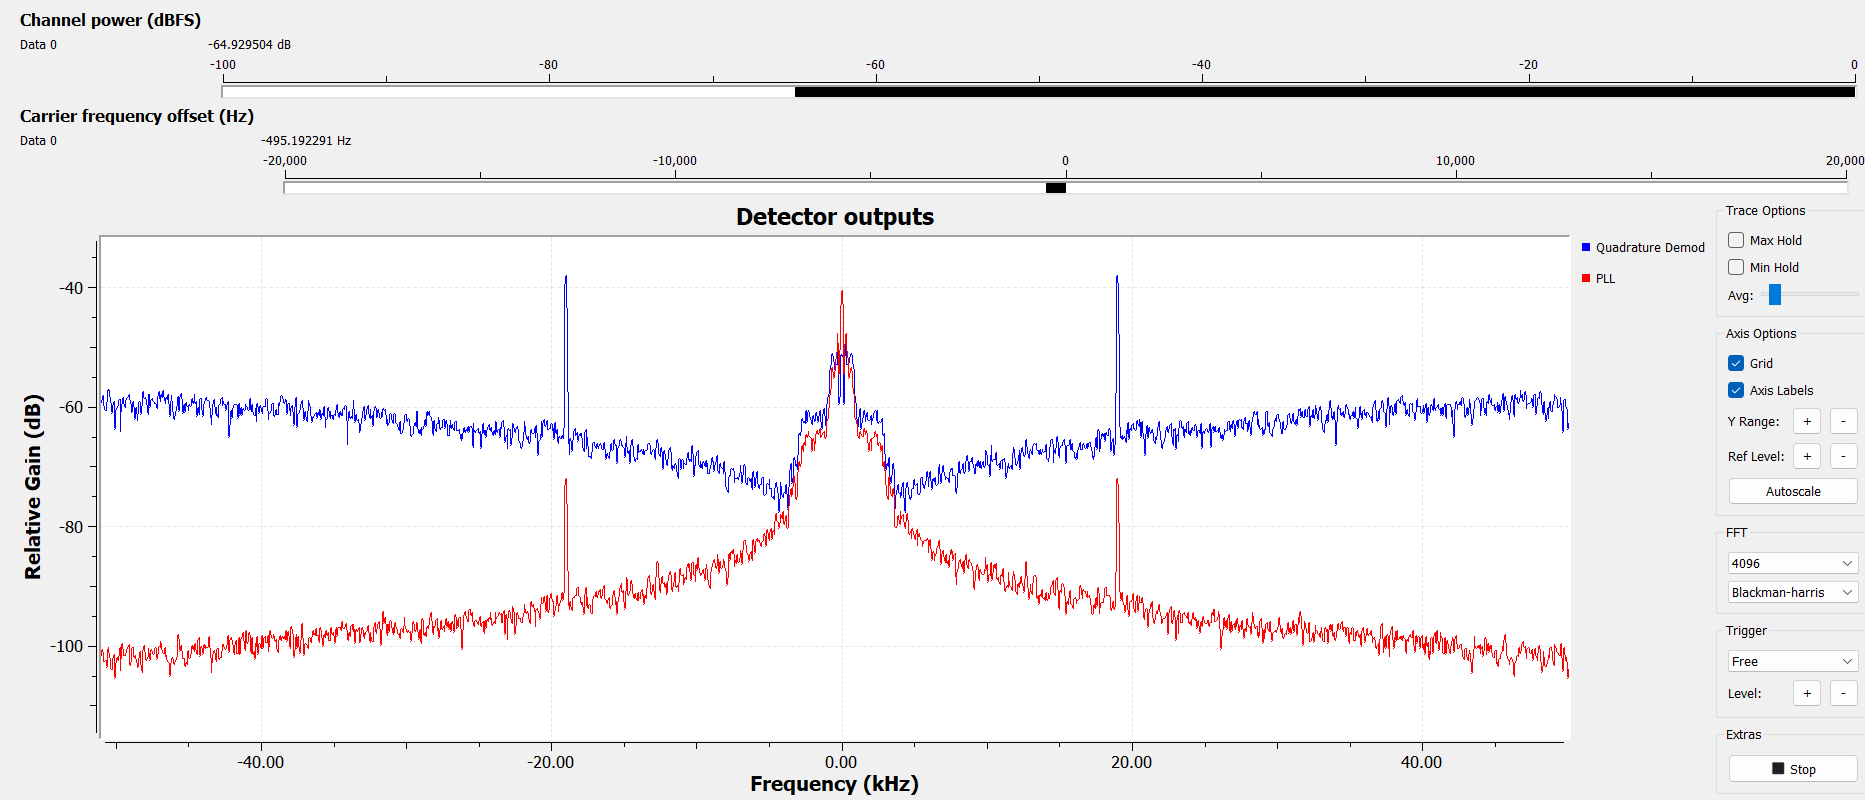 Channel power (dBFS)
Data 0 -64.929504 dB
-100 -80 -60 -40 -20 0
Carrier frequency offset (Hz)
Data 0 -495.192291 Hz
-20,000 -10,000 0 10,000 20,000
Detector outputs
Relative Gain (dB)
-40
-60
-80
-100
-40.00 -20.00 0.00 20.00 40.00
Frequency (kHz)
Quadrature Demod
PLL
Trace Options
Max Hold
Min Hold
Avg:
Axis Options
Grid
Axis Labels
Y Range: + -
Ref Level: + -
Autoscale
FFT
4096
Blackman-harris
Trigger
Free
Level: + -
Extras
Stop